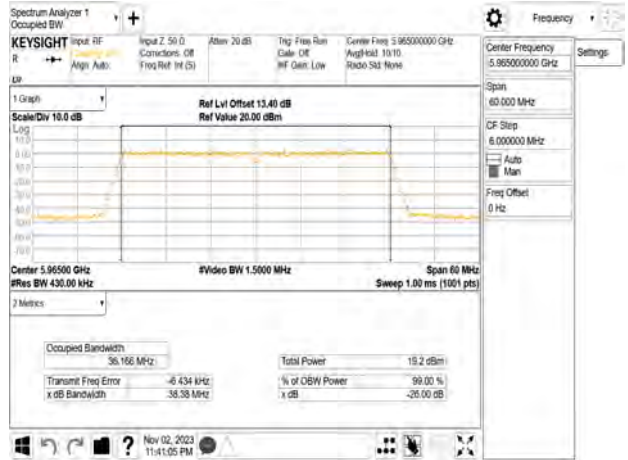 Spectrum Analyzer 1
Occupied BW
Frequency
KEYSIGHT
Input: RF
Input Z: 50 Ω
Atten: 20 dB
Trig: Free Run
Center Freq: 5.965000000 GHz
R
Corrections: Off
Gate: Off
Avg|Hold: 10/10
Align: Auto
Freq Ref: Int (S)
#IF Gain: Low
Radio Std: None
Center Frequency
5.965000000 GHz
Settings
Span
60.000 MHz
CF Step
6.000000 MHz
Auto
Man
Freq Offset
0 Hz
1 Graph
Ref Lvl Offset 13.40 dB
Scale/Div 10.0 dB
Ref Value 20.00 dBm
Log
Center 5.96500 GHz
#Video BW 1.5000 MHz
Span 60 MHz
#Res BW 430.00 kHz
Sweep 1.00 ms (1001 pts)
2 Metrics
Occupied Bandwidth
36.166 MHz
Total Power
19.2 dBm
Transmit Freq Error
-6.434 kHz
% of OBW Power
99.00 %
x dB Bandwidth
38.38 MHz
x dB
-26.00 dB
?
Nov 02, 2023
11:41:05 PM